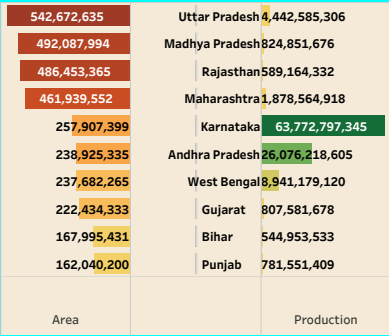 542,672,635 Uttar Pradesh 4,442,585,306
492,087,994 Madhya Pradesh 824,851,676
486,453,365 Rajasthan 589,164,332
461,939,552 Maharashtra 1,878,564,918
257,907,399 Karnataka 63,772,797,345
238,925,335 Andhra Pradesh 26,076,218,605
237,682,265 West Bengal 8,941,179,120
222,434,333 Gujarat 807,581,678
167,995,431 Bihar 544,953,533
162,040,200 Punjab 781,551,409
Area Production